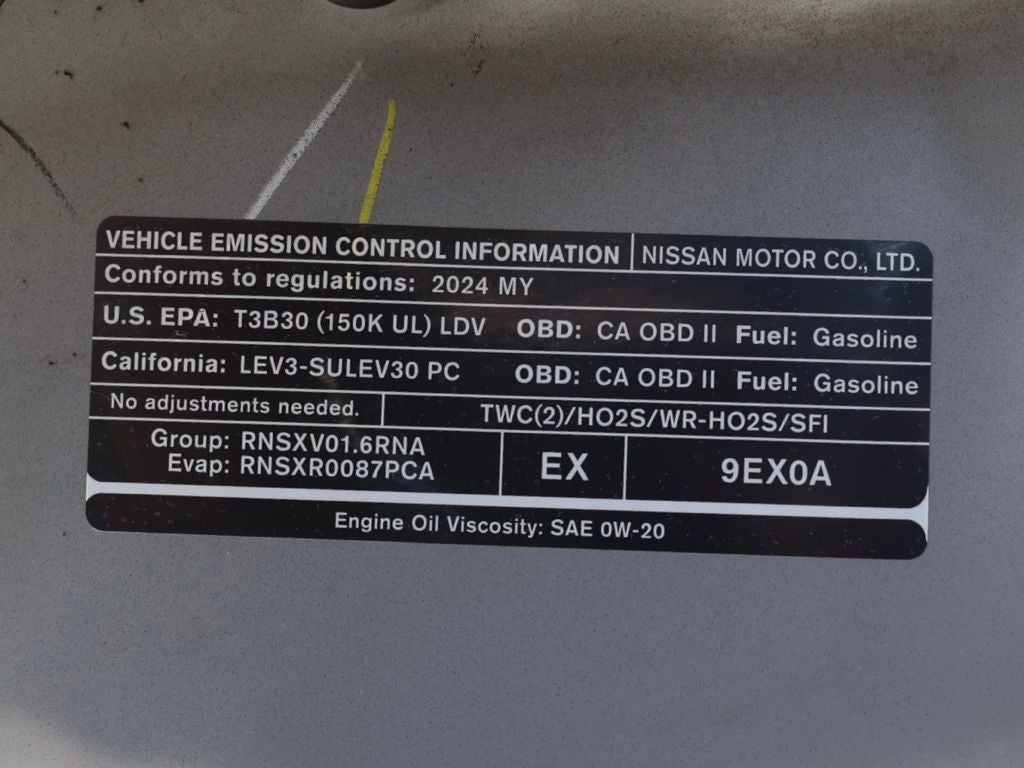 VEHICLE EMISSION CONTROL INFORMATION NISSAN MOTOR CO., LTD.
Conforms to regulations: 2024 MY
U.S. EPA: T3B30 (150K UL) LDV OBD: CA OBD II Fuel: Gasoline
California: LEV3-SULEV30 PC OBD: CA OBD II Fuel: Gasoline
No adjustments needed. TWC(2)/HO2S/WR-HO2S/SFI
Group: RNSXV01.6RNA
Evap: RNSXR0087PCA
EX
9EX0A
Engine Oil Viscosity: SAE 0W-20